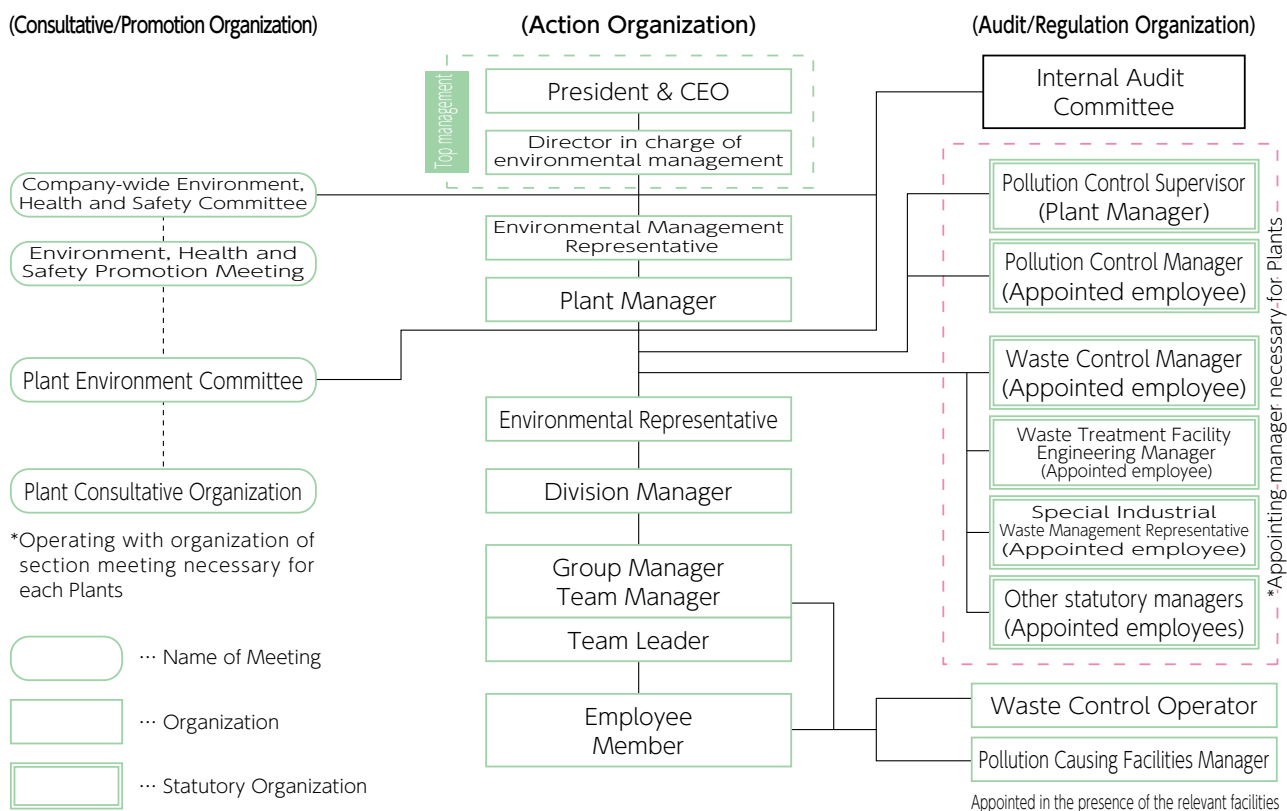 (Consultative/Promotion Organization)
(Action Organization)
(Audit/Regulation Organization)
Top management
President & CEO
Director in charge of
environmental management
Internal Audit
Committee
Company-wide Environment,
Health and Safety Committee
Environment, Health and
Safety Promotion Meeting
Plant Environment Committee
Plant Consultative Organization
*Operating with organization of
section meeting necessary for
each Plants
Environmental Management
Representative
Plant Manager
Environmental Representative
Division Manager
Group Manager
Team Manager
Team Leader
Employee
Member
Pollution Control Supervisor
(Plant Manager)
Pollution Control Manager
(Appointed employee)
Waste Control Manager
(Appointed employee)
Waste Treatment Facility
Engineering Manager
(Appointed employee)
Special Industrial
Waste Management Representative
(Appointed employee)
Other statutory managers
(Appointed employees)
*Appointing-manager necessary for Plants
Waste Control Operator
Pollution Causing Facilities Manager
Appointed in the presence of the relevant facilities
··· Name of Meeting
··· Organization
··· Statutory Organization